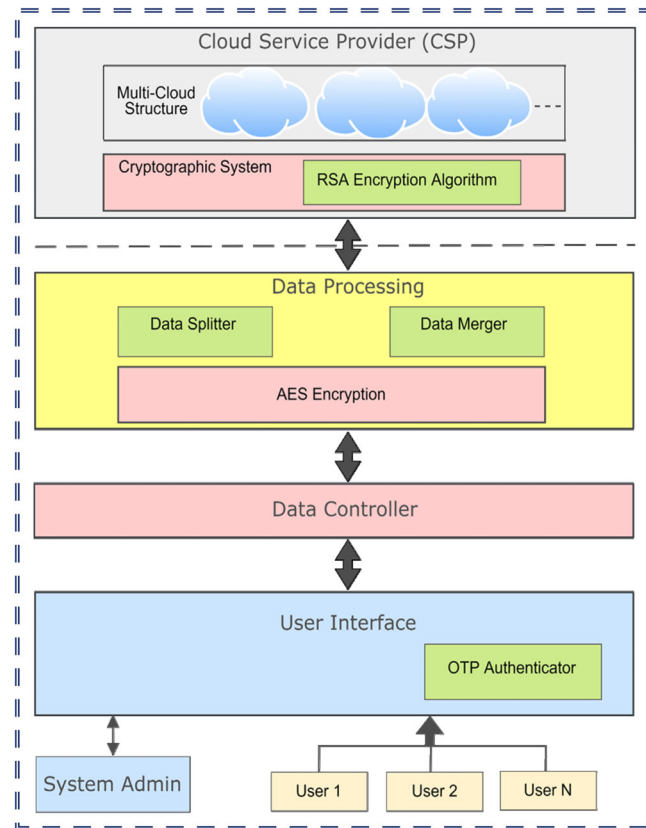 Cloud Service Provider (CSP)
Multi-Cloud
Structure
Cryptographic System
RSA Encryption Algorithm
Data Processing
Data Splitter
Data Merger
AES Encryption
Data Controller
User Interface
OTP Authenticator
System Admin
User 1
User 2
User N